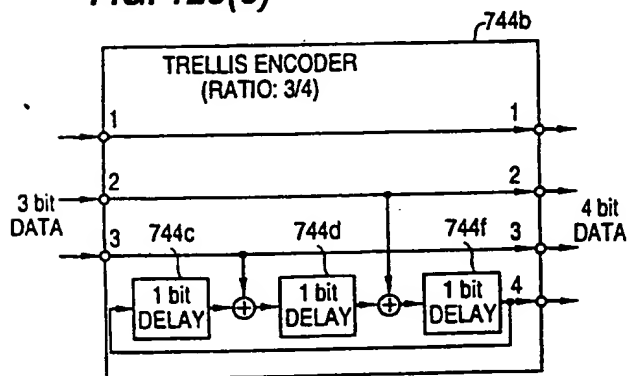 744b
TRELLIS ENCODER
(RATIO: 3/4)
1
1
2
2
3 bit
DATA
4 bit
DATA
3
744c
744d
744f
3
1 bit
DELAY
1 bit
DELAY
1 bit
DELAY
4